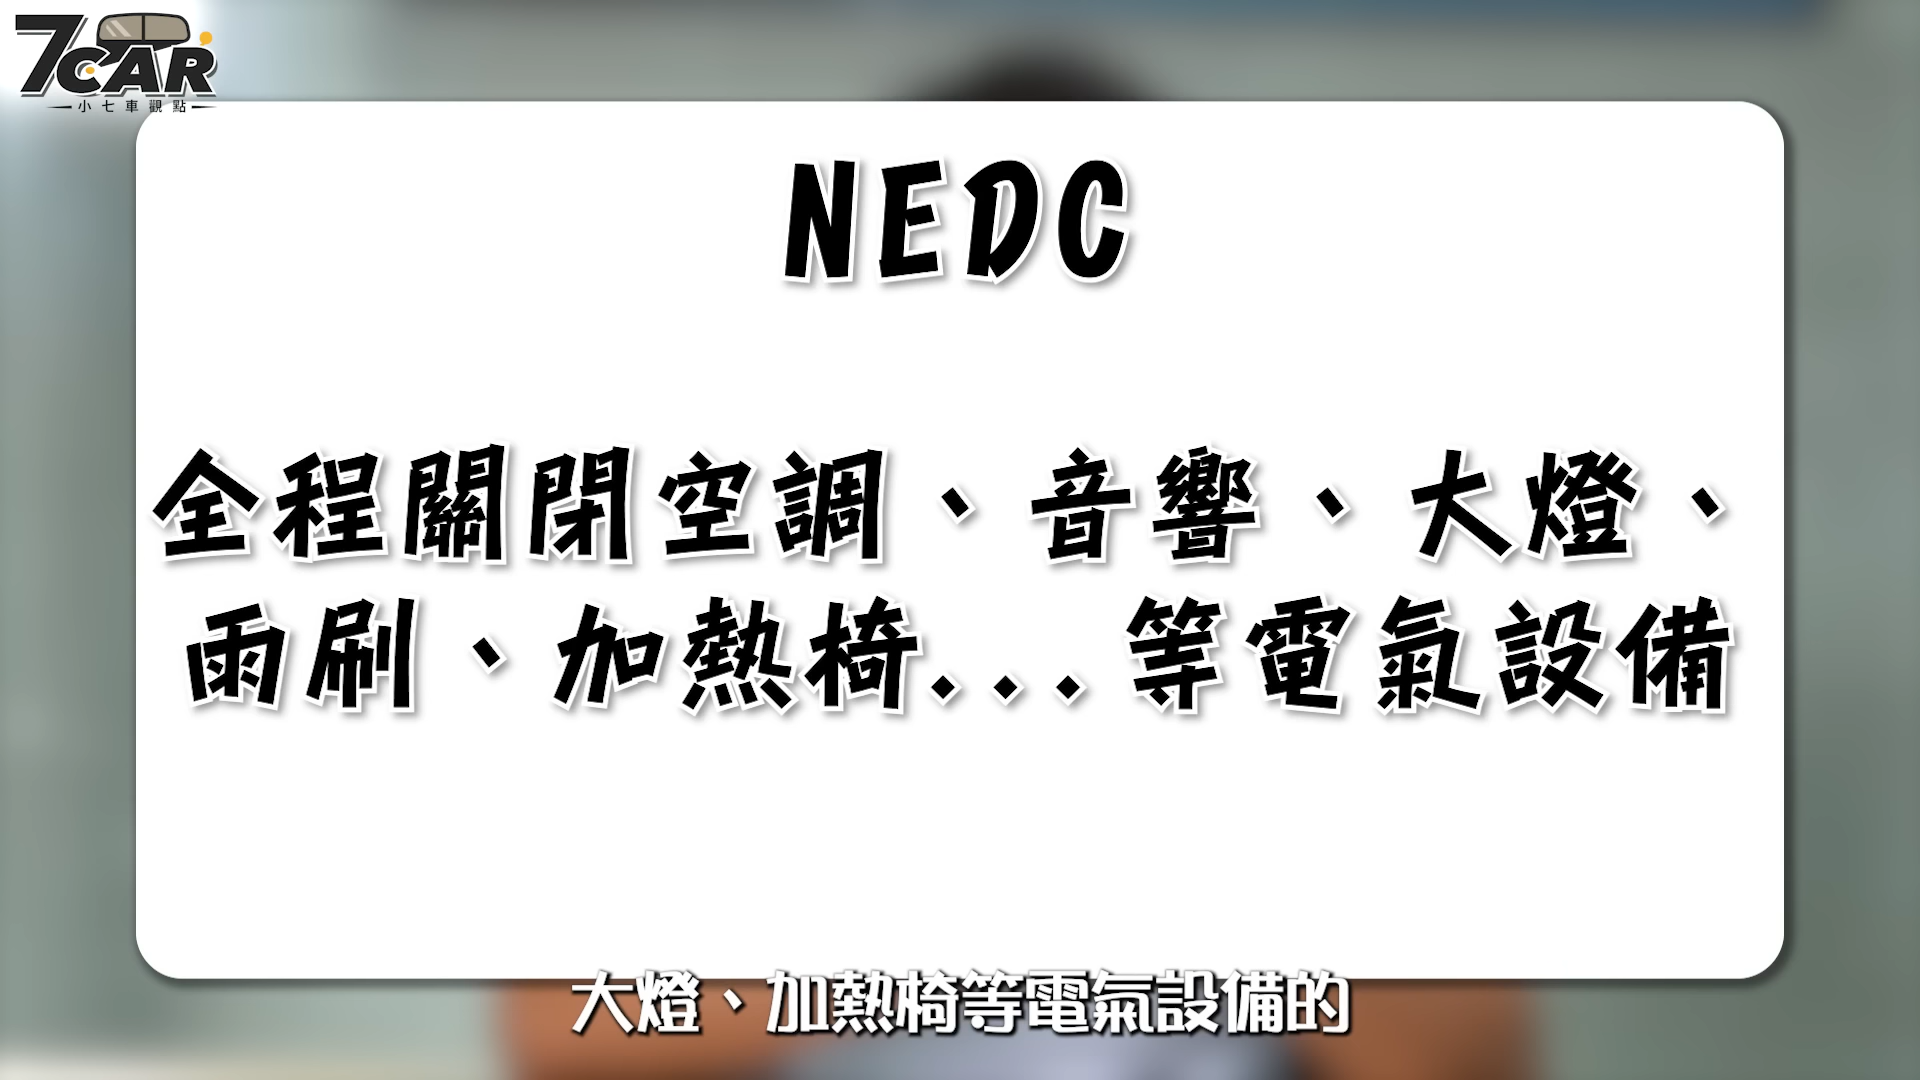 7CAR
小七車觀點
NEDC
全程關閉空調、音響、大燈、
雨刷、加熱椅...等電氣設備
大燈、加熱椅等電氣設備的